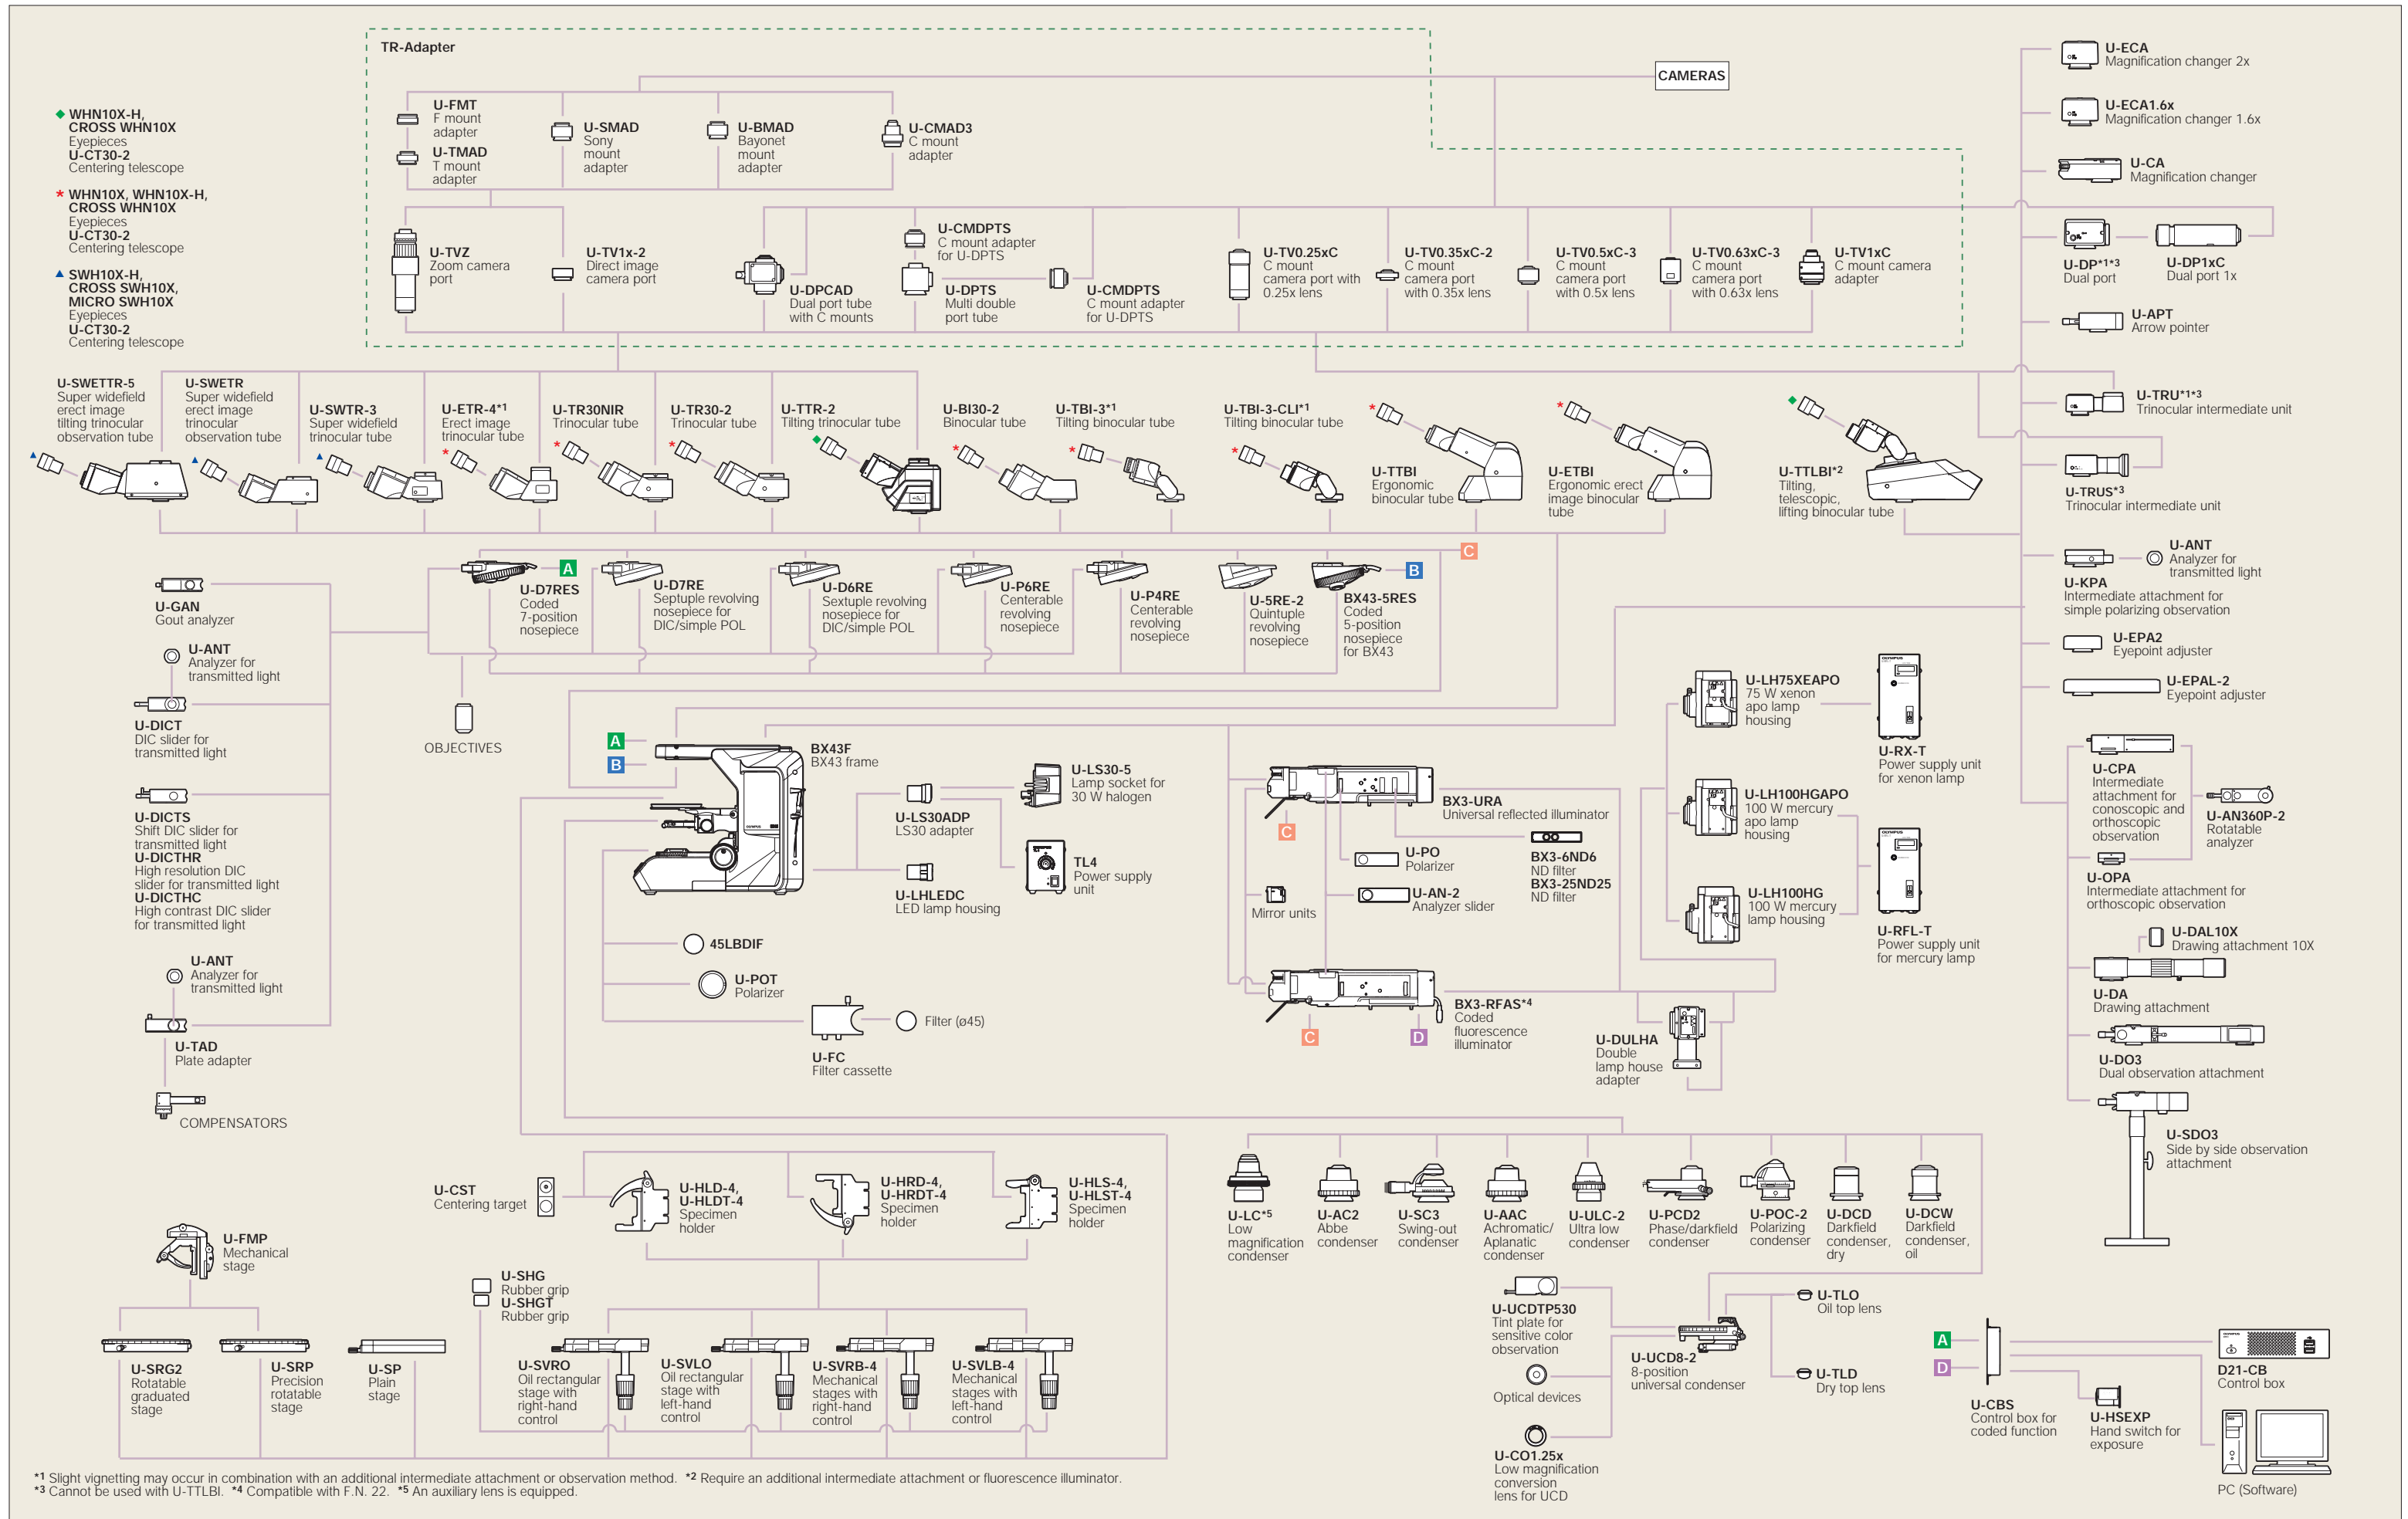 TR-Adapter
CAMERAS
◆ WHN10X-H,
CROSS WHN10X
Eyepieces
U-CT30-2
Centering telescope
* WHN10X, WHN10X-H,
CROSS WHN10X
Eyepieces
U-CT30-2
Centering telescope
▲ SWH10X-H,
CROSS SWH10X,
MICRO SWH10X
Eyepieces
U-CT30-2
Centering telescope
U-FMT
F mount
adapter
U-TMAD
T mount
adapter
U-SMAD
Sony
mount
adapter
U-BMAD
Bayonet
mount
adapter
U-CMAD3
C mount
adapter
U-TVZ
Zoom camera
port
U-TV1x-2
Direct image
camera port
U-DPCAD
Dual port tube
with C mounts
U-CMDPTS
C mount adapter
for U-DPTS
U-DPTS
Multi double
port tube
U-CMDPTS
C mount adapter
for U-DPTS
U-TV0.25xC
C mount
camera port with
0.25x lens
U-TV0.35xC-2
C mount
camera port
with 0.35x lens
U-TV0.5xC-3
C mount
camera port
with 0.5x lens
U-TV0.63xC-3
C mount
camera port
with 0.63x lens
U-TV1xC
C mount camera
adapter
U-ECA
Magnification changer 2x
U-ECA1.6x
Magnification changer 1.6x
U-CA
Magnification changer
U-DP*1*3
Dual port
U-DP1xC
Dual port 1x
U-APT
Arrow pointer
U-TRU*1*3
Trinocular intermediate unit
U-TRUS*3
Trinocular intermediate unit
U-ANT
Analyzer for
transmitted light
U-KPA
Intermediate attachment for
simple polarizing observation
U-EPA2
Eyepoint adjuster
U-EPAL-2
Eyepoint adjuster
U-CPA
Intermediate
attachment for
conoscopic and
orthoscopic
observation
U-AN360P-2
Rotatable
analyzer
U-OPA
Intermediate attachment for
orthoscopic observation
U-DAL10X
Drawing attachment 10X
U-DA
Drawing attachment
U-DO3
Dual observation attachment
U-SDO3
Side by side observation
attachment
U-SWETTR-5
Super widefield
erect image
tilting trinocular
observation tube
U-SWETR
Super widefield
erect image
trinocular
observation tube
U-SWTR-3
Super widefield
trinocular tube
U-ETR-4*1
Erect image
trinocular tube
U-TR30NIR
Trinocular tube
U-TR30-2
Trinocular tube
U-TTR-2
Tilting trinocular tube
U-BI30-2
Binocular tube
U-TBI-3*1
Tilting binocular tube
U-TBI-3-CLI*1
Tilting binocular tube
U-TTBI
Ergonomic
binocular tube
U-ETBI
Ergonomic erect
image binocular
tube
U-TTLBI*2
Tilting,
telescopic,
lifting binocular tube
C
A
U-D7RES
Coded
7-position
nosepiece
U-D7RE
Septuple revolving
nosepiece for
DIC/simple POL
U-D6RE
Sextuple revolving
nosepiece for
DIC/simple POL
U-P6RE
Centerable
revolving
nosepiece
U-P4RE
Centerable
revolving
nosepiece
U-5RE-2
Quintuple
revolving
nosepiece
B
BX43-5RES
Coded
5-position
nosepiece
for BX43
U-GAN
Gout analyzer
U-ANT
Analyzer for
transmitted light
U-DICT
DIC slider for
transmitted light
U-DICTS
Shift DIC slider for
transmitted light
U-DICTHR
High resolution DIC
slider for transmitted light
U-DICTHC
High contrast DIC slider
for transmitted light
U-ANT
Analyzer for
transmitted light
U-TAD
Plate adapter
COMPENSATORS
OBJECTIVES
A
B
BX43F
BX43 frame
U-LS30ADP
LS30 adapter
U-LS30-5
Lamp socket for
30 W halogen
TL4
Power supply
unit
U-LHLEDC
LED lamp housing
45LBDIF
U-POT
Polarizer
U-FC
Filter cassette
Filter (ø45)
BX3-URA
Universal reflected illuminator
C
U-PO
Polarizer
BX3-6ND6
ND filter
BX3-25ND25
ND filter
Mirror units
U-AN-2
Analyzer slider
BX3-RFAS*4
Coded
fluorescence
illuminator
C
D
U-LH75XEAPO
75 W xenon
apo lamp
housing
OLYMPUS
U-RX-T
Power supply unit
for xenon lamp
U-LH100HGAPO
100 W mercury
apo lamp
housing
U-LH100HG
100 W mercury
lamp housing
OLYMPUS
U-RFL-T
Power supply unit
for mercury lamp
U-DULHA
Double
lamp house
adapter
U-CST
Centering target
U-HLD-4,
U-HLDT-4
Specimen
holder
U-HRD-4,
U-HRDT-4
Specimen
holder
U-HLS-4,
U-HLST-4
Specimen
holder
U-FMP
Mechanical
stage
U-SHG
Rubber grip
U-SHGT
Rubber grip
U-SRG2
Rotatable
graduated
stage
U-SRP
Precision
rotatable
stage
U-SP
Plain
stage
U-SVRO
Oil rectangular
stage with
right-hand
control
U-SVLO
Oil rectangular
stage with
left-hand
control
U-SVRB-4
Mechanical
stages with
right-hand
control
U-SVLB-4
Mechanical
stages with
left-hand
control
U-LC*5
Low
magnification
condenser
U-AC2
Abbe
condenser
U-SC3
Swing-out
condenser
U-AAC
Achromatic/
Aplanatic
condenser
U-ULC-2
Ultra low
condenser
U-PCD2
Phase/darkfield
condenser
U-POC-2
Polarizing
condenser
U-DCD
Darkfield
condenser,
dry
U-DCW
Darkfield
condenser,
oil
U-UCDTP530
Tint plate for
sensitive color
observation
Optical devices
U-CO1.25x
Low magnification
conversion
lens for UCD
U-UCD8-2
8-position
universal condenser
U-TLO
Oil top lens
U-TLD
Dry top lens
A
D
U-CBS
Control box for
coded function
U-HSEXP
Hand switch for
exposure
D21-CB
Control box
PC (Software)
*1 Slight vignetting may occur in combination with an additional intermediate attachment or observation method. *2 Require an additional intermediate attachment or fluorescence illuminator.
*3 Cannot be used with U-TTLBI. *4 Compatible with F.N. 22. *5 An auxiliary lens is equipped.